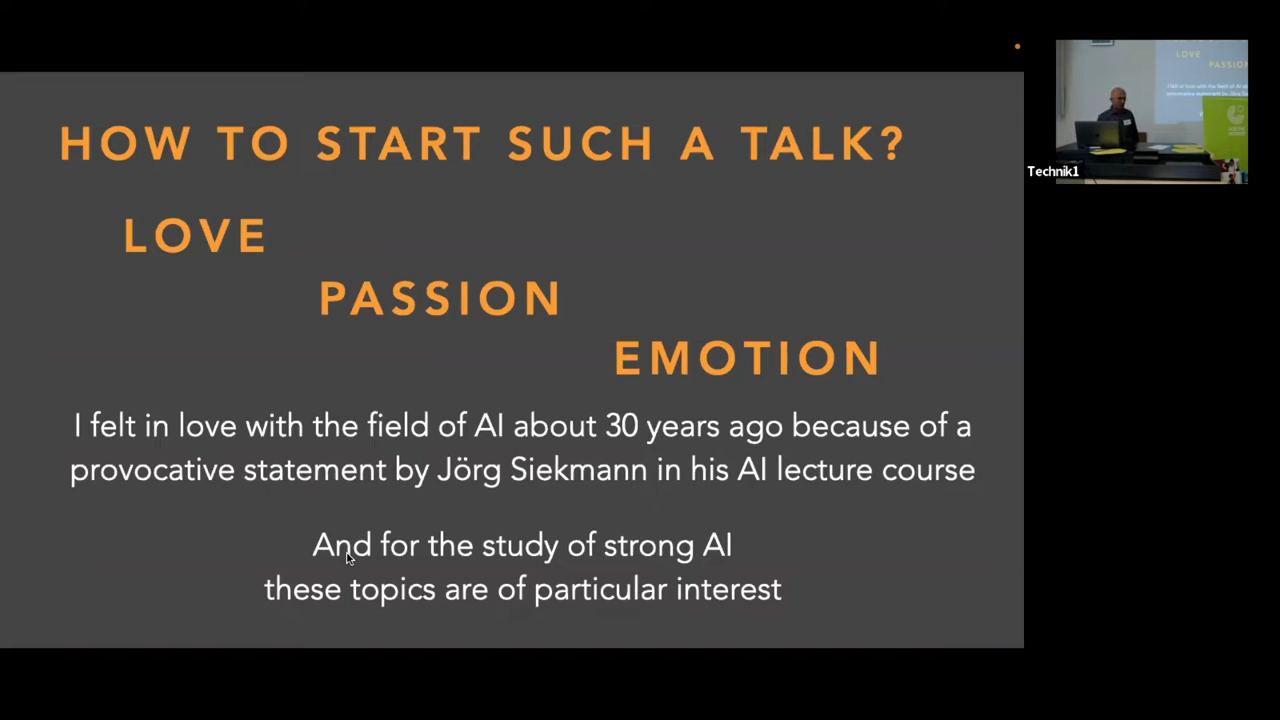 HOW TO START SUCH A TALK?
LOVE
PASSION
EMOTION
I felt in love with the field of AI about 30 years ago because of a
provocative statement by Jörg Siekmann in his AI lecture course
And for the study of strong AI
these topics are of particular interest
Technik1
LOVE
PASSION